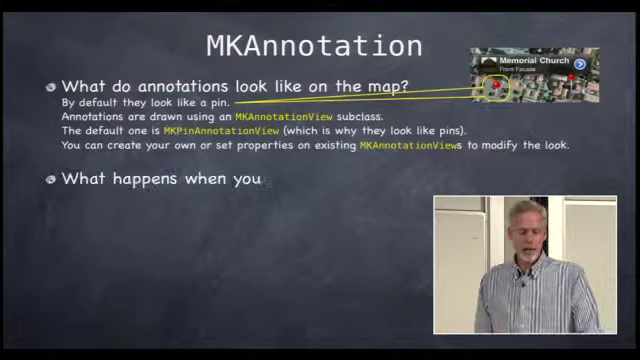 MKAnnotation
What do annotations look like on the map?
By default they look like a pin.
Annotations are drawn using an MKAnnotationView subclass.
The default one is MKPinAnnotationView (which is why they look like pins).
You can create your own or set properties on existing MKAnnotationViews to modify the look.
What happens when you
Memorial Church
Front Facade